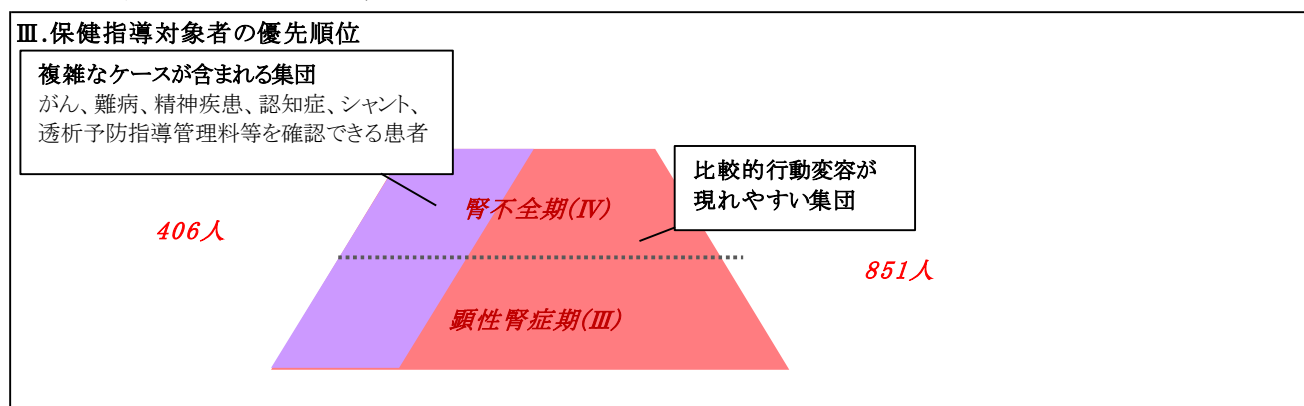 Ⅲ.保健指導対象者の優先順位
複雑なケースが含まれる集団
がん、難病、精神疾患、認知症、シャント、
透析予防指導管理料等を確認できる患者
比較的行動変容が
現れやすい集団
腎不全期(Ⅳ)
406人
851人
顕性腎症期(Ⅲ)